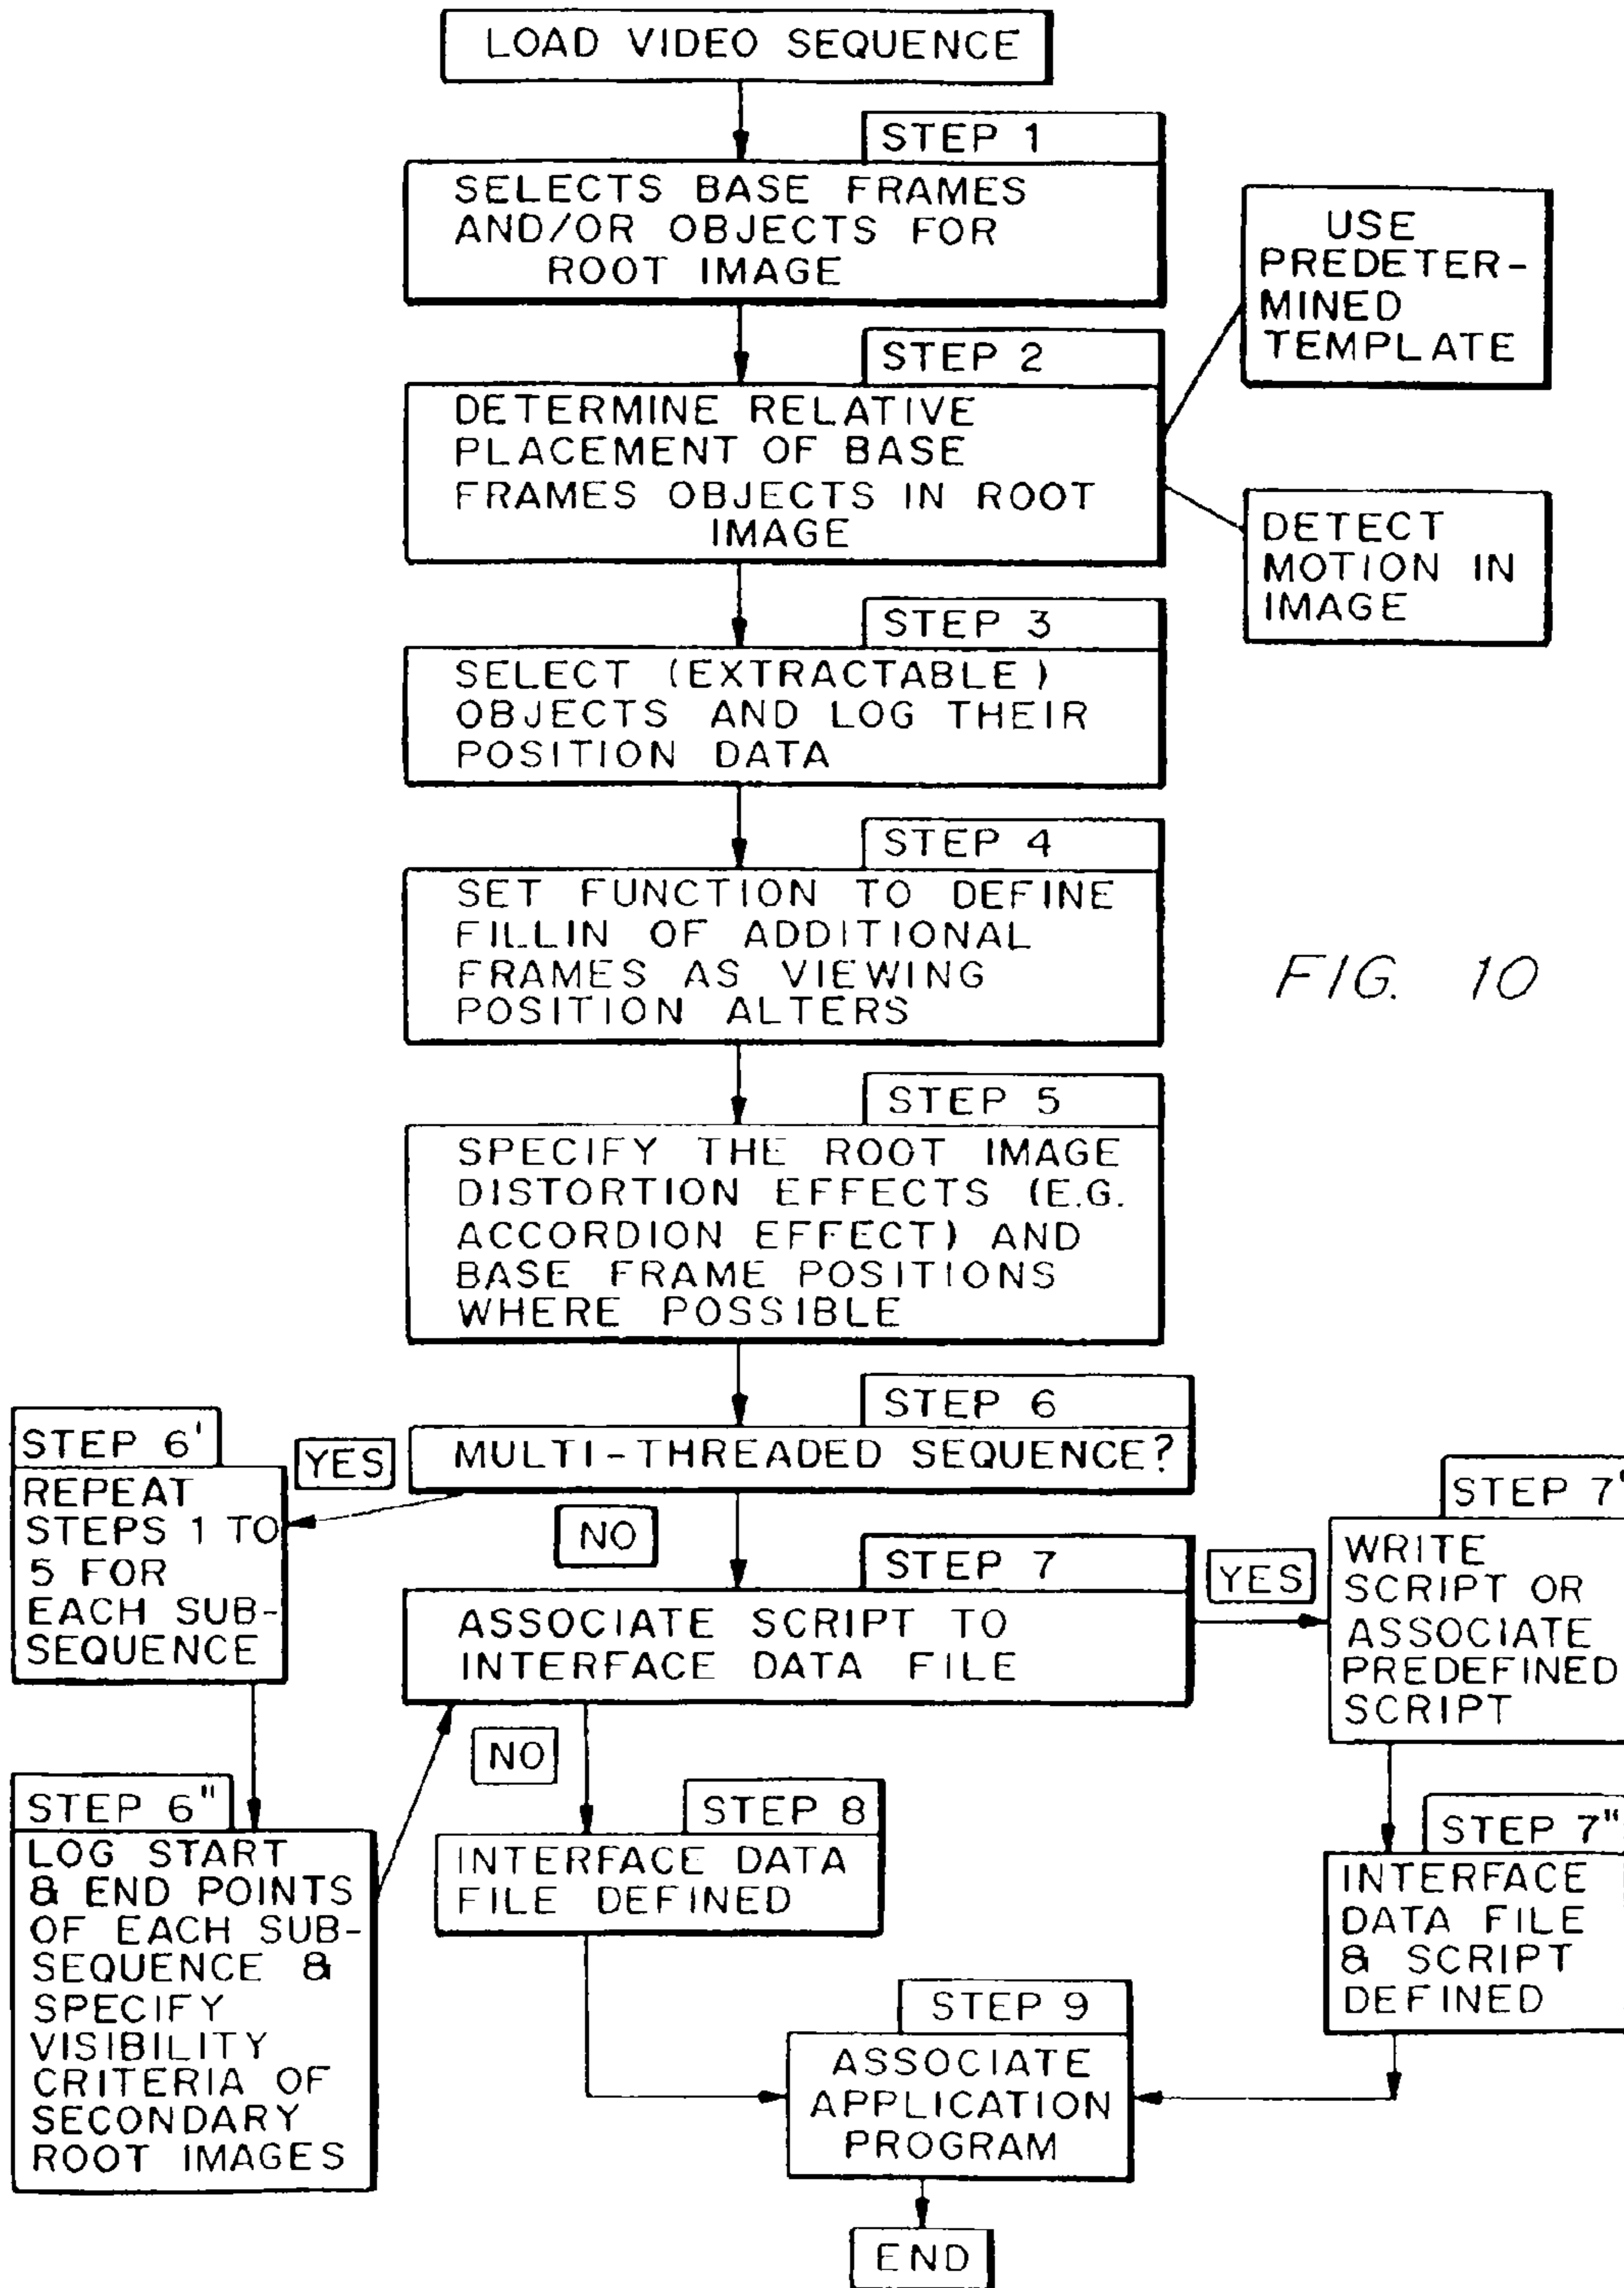 LOAD VIDEO SEQUENCE
STEP 1
SELECTS BASE FRAMES
AND/OR OBJECTS FOR
ROOT IMAGE
USE
PREDETER-
MINED
TEMPLATE
STEP 2
DETERMINE RELATIVE
PLACEMENT OF BASE
FRAMES OBJECTS IN ROOT
IMAGE
DETECT
MOTION IN
IMAGE
STEP 3
SELECT (EXTRACTABLE)
OBJECTS AND LOG THEIR
POSITION DATA
STEP 4
SET FUNCTION TO DEFINE
FILLIN OF ADDITIONAL
FRAMES AS VIEWING
POSITION ALTERS
FIG. 10
STEP 5
SPECIFY THE ROOT IMAGE
DISTORTION EFFECTS (E.G.
ACCORDION EFFECT) AND
BASE FRAME POSITIONS
WHERE POSSIBLE
STEP 6
MULTI-THREADED SEQUENCE?
YES
STEP 6'
REPEAT
STEPS 1 TO
5 FOR
EACH SUB-
SEQUENCE
NO
STEP 7
ASSOCIATE SCRIPT TO
INTERFACE DATA FILE
YES
STEP 7'
WRITE
SCRIPT OR
ASSOCIATE
PREDEFINED
SCRIPT
STEP 6"
LOG START
& END POINTS
OF EACH SUB-
SEQUENCE &
SPECIFY
VISIBILITY
CRITERIA OF
SECONDARY
ROOT IMAGES
NO
STEP 8
INTERFACE DATA
FILE DEFINED
STEP 7"
INTERFACE
DATA FILE
& SCRIPT
DEFINED
STEP 9
ASSOCIATE
APPLICATION
PROGRAM
END